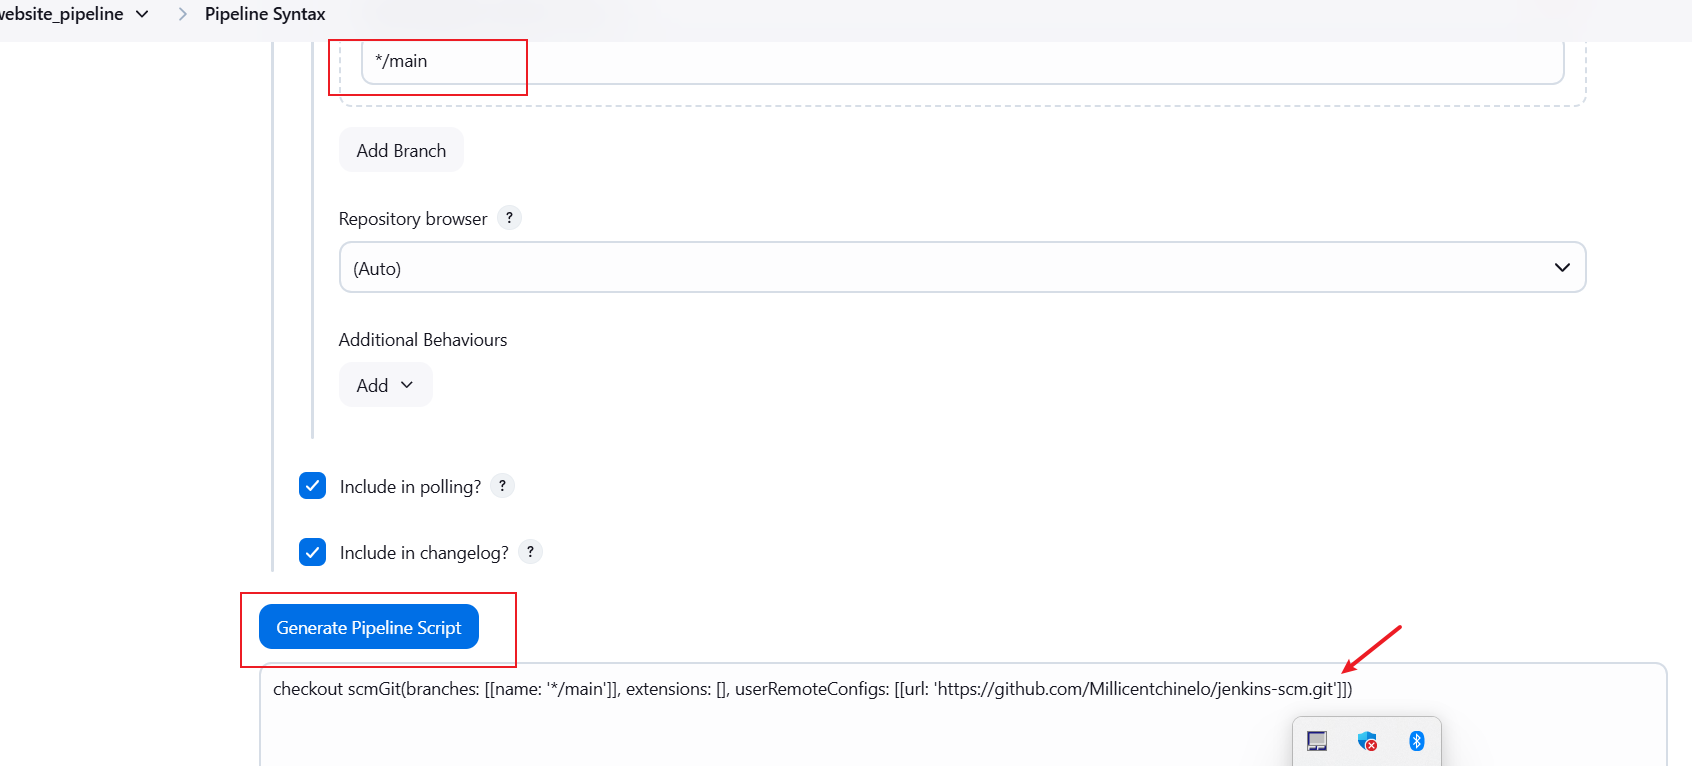 website_pipeline
Pipeline Syntax
*/main
Add Branch
Repository browser ?
(Auto)
Additional Behaviours
Add
Include in polling? ?
Include in changelog? ?
Generate Pipeline Script
checkout scmGit(branches: [[name: '*/main']], extensions: [], userRemoteConfigs: [[url: 'https://github.com/Millicentchinelo/jenkins-scm.git']])